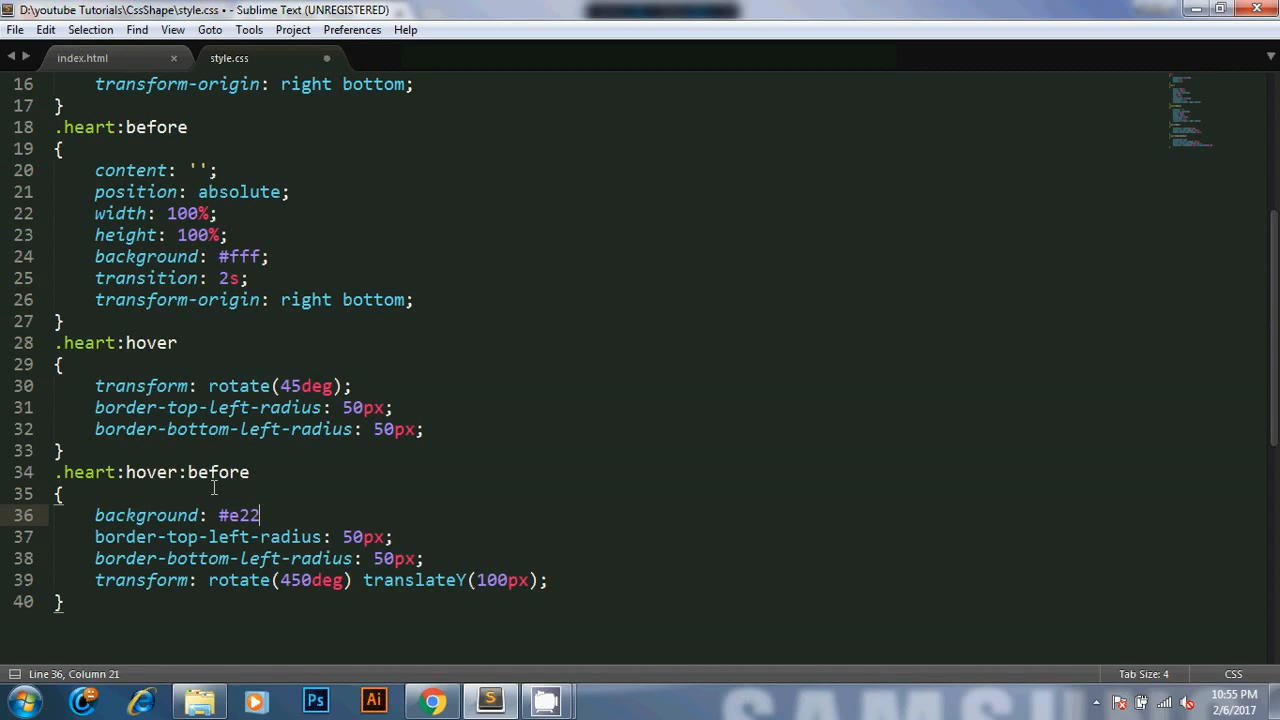 D:\youtube Tutorials\CssShape\style.css • - Sublime Text (UNREGISTERED)
File Edit Selection Find View Goto Tools Project Preferences Help
index.html × style.css
16 transform-origin: right bottom;
17 }
18 .heart:before
19 {
20 content: '';
21 position: absolute;
22 width: 100%;
23 height: 100%;
24 background: #fff;
25 transition: 2s;
26 transform-origin: right bottom;
27 }
28 .heart:hover
29 {
30 transform: rotate(45deg);
31 border-top-left-radius: 50px;
32 border-bottom-left-radius: 50px;
33 }
34 .heart:hover:before
35 {
36 background: #e22
37 border-top-left-radius: 50px;
38 border-bottom-left-radius: 50px;
39 transform: rotate(450deg) translateY(100px);
40 }
Line 36, Column 21 Tab Size: 4 CSS
Ps Ai S 10:55 PM
2/6/2017